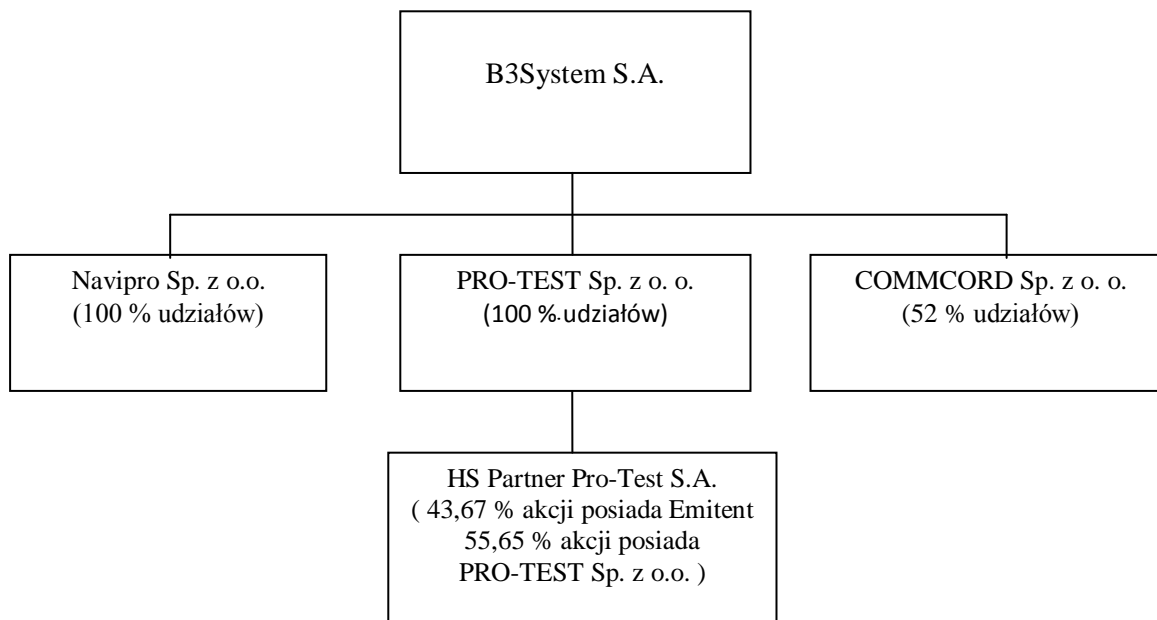 B3System S.A.
Navipro Sp. z o.o.
(100 % udziałów)
PRO-TEST Sp. z o. o.
(100 % udziałów)
COMMCORD Sp. z o. o.
(52 % udziałów)
HS Partner Pro-Test S.A.
( 43,67 % akcji posiada Emitent
55,65 % akcji posiada
PRO-TEST Sp. z o.o. )